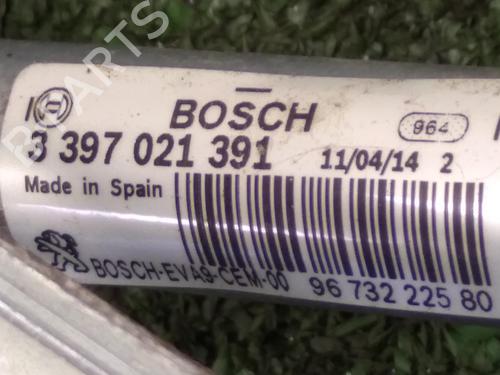 BOSCH
964
3 397 021 391
11/04/14 2
Made in Spain
BOSCH-EVA9-CEM-00
96 732 225 80